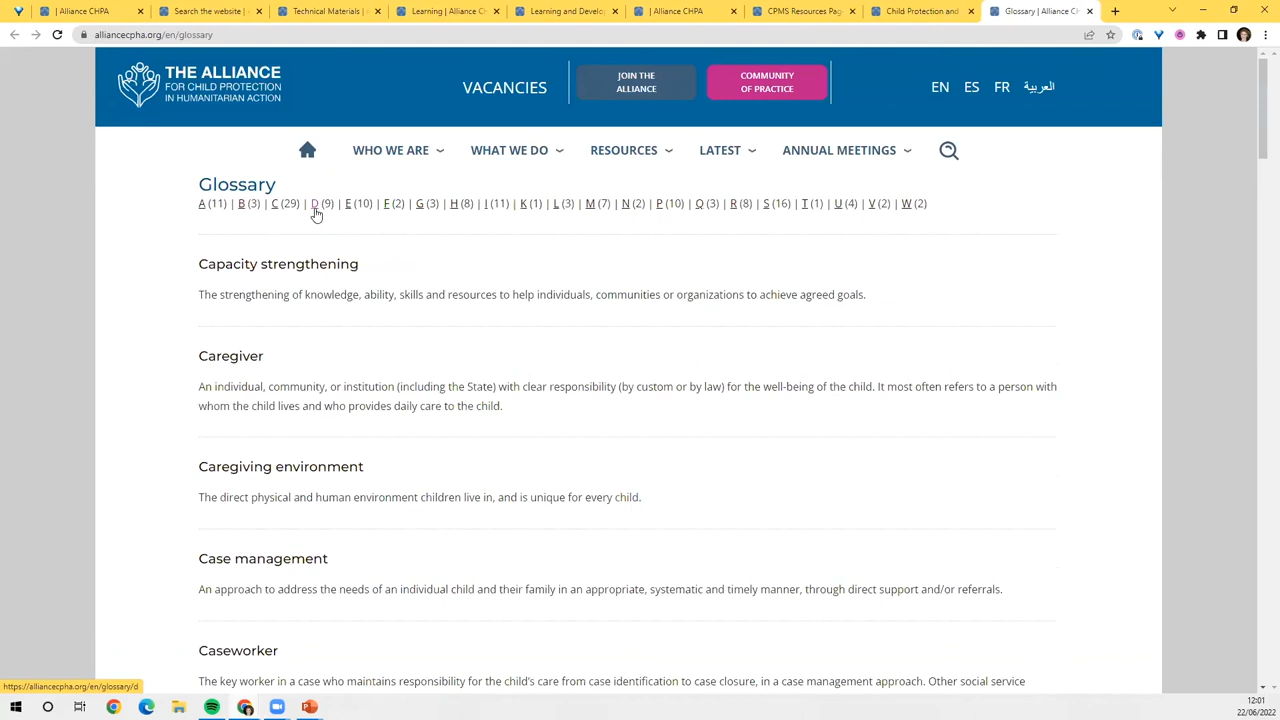 | Alliance CHPA
Search the website |
Technical Materials |
Learning | Alliance C
Learning and Develo
| Alliance CHPA
CPMS Resources Pag
Child Protection and
Glossary | Alliance C
alliancecpha.org/en/glossary
THE ALLIANCE
FOR CHILD PROTECTION
IN HUMANITARIAN ACTION
VACANCIES
JOIN THE
ALLIANCE
COMMUNITY
OF PRACTICE
EN ES FR العربية
WHO WE ARE WHAT WE DO RESOURCES LATEST ANNUAL MEETINGS
Glossary
A (11) | B (3) | C (29) | D (9) | E (10) | F (2) | G (3) | H (8) | I (11) | K (1) | L (3) | M (7) | N (2) | P (10) | Q (3) | R (8) | S (16) | T (1) | U (4) | V (2) | W (2)
Capacity strengthening
The strengthening of knowledge, ability, skills and resources to help individuals, communities or organizations to achieve agreed goals.
Caregiver
An individual, community, or institution (including the State) with clear responsibility (by custom or by law) for the well-being of the child. It most often refers to a person with
whom the child lives and who provides daily care to the child.
Caregiving environment
The direct physical and human environment children live in, and is unique for every child.
Case management
An approach to address the needs of an individual child and their family in an appropriate, systematic and timely manner, through direct support and/or referrals.
Caseworker
The key worker in a case who maintains responsibility for the child's care from case identification to case closure, in a case management approach. Other social service
https://alliancecpha.org/en/glossary/d
12:01
22/06/2022